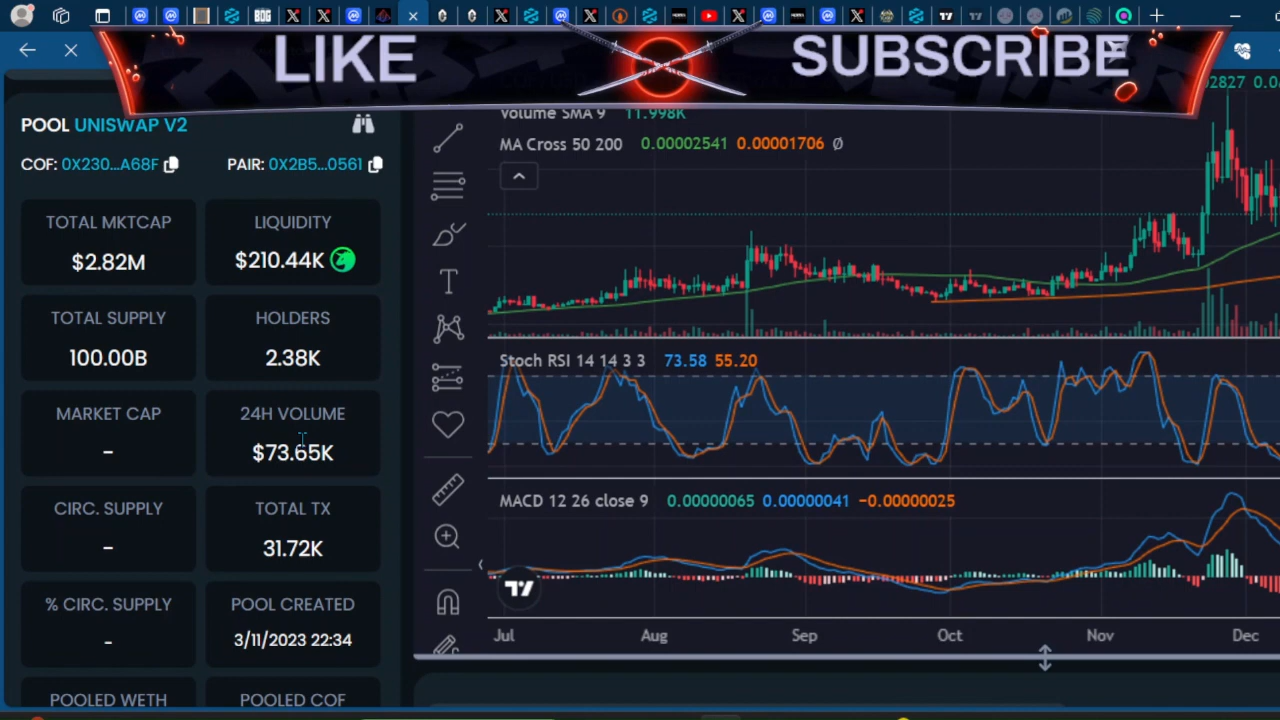 LIKE
SUBSCRIBE
POOL UNISWAP V2
COF: 0X230...A68F
PAIR: 0X2B5...0561
TOTAL MKTCAP
$2.82M
LIQUIDITY
$210.44K
TOTAL SUPPLY
100.00B
HOLDERS
2.38K
MARKET CAP
-
24H VOLUME
$73.65K
CIRC. SUPPLY
-
TOTAL TX
31.72K
% CIRC. SUPPLY
-
POOL CREATED
3/11/2023 22:34
POOLED WETH
POOLED COF
Volume SMA 9 11.998K
MA Cross 50 200 0.00002541 0.00001706 Ø
Stoch RSI 14 14 3 3 73.58 55.20
MACD 12 26 close 9 0.00000065 0.00000041 −0.00000025
Jul Aug Sep Oct Nov Dec